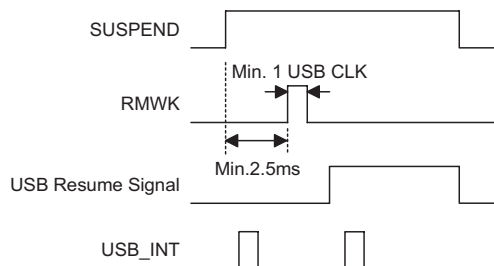 SUSPEND
Min. 1 USB CLK
RMWK
Min.2.5ms
USB Resume Signal
USB_INT